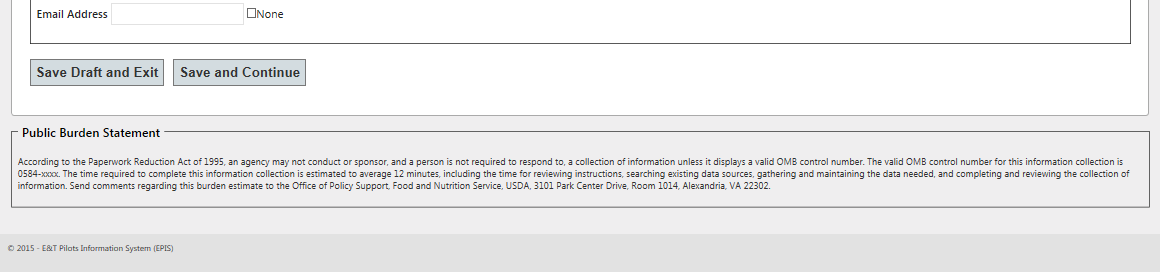 Email Address None
Save Draft and Exit Save and Continue
Public Burden Statement
According to the Paperwork Reduction Act of 1995, an agency may not conduct or sponsor, and a person is not required to respond to, a collection of information unless it displays a valid OMB control number. The valid OMB control number for this information collection is
0584-xxxx. The time required to complete this information collection is estimated to average 12 minutes, including the time for reviewing instructions, searching existing data sources, gathering and maintaining the data needed, and completing and reviewing the collection of
information. Send comments regarding this burden estimate to the Office of Policy Support, Food and Nutrition Service, USDA, 3101 Park Center Drive, Room 1014, Alexandria, VA 22302.
© 2015 - E&T Pilots Information System (EPIS)